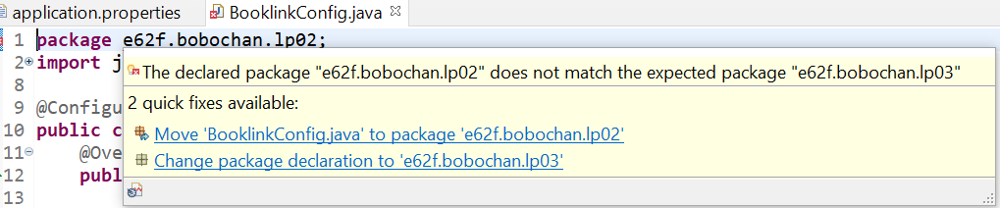 application.properties BooklinkConfig.java
1 package e62f.bobochan.lp02;
2 import j
The declared package "e62f.bobochan.lp02" does not match the expected package "e62f.bobochan.lp03"
8
2 quick fixes available:
9 @Configu
10 public c
Move 'BooklinkConfig.java' to package 'e62f.bobochan.lp02'
11 @Ove
Change package declaration to 'e62f.bobochan.lp03'
12 publ
13